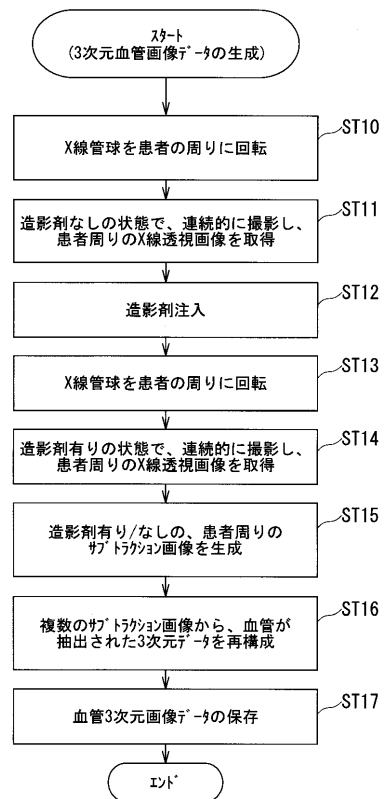 スタート
(3次元血管画像データの生成)
X線管球を患者の周りに回転
ST10
造影剤なしの状態で、連続的に撮影し、
患者周りのX線透視画像を取得
ST11
造影剤注入
ST12
X線管球を患者の周りに回転
ST13
造影剤有りの状態で、連続的に撮影し、
患者周りのX線透視画像を取得
ST14
造影剤有り/なしの、患者周りの
サブトラクション画像を生成
ST15
複数のサブトラクション画像から、血管が
抽出された3次元データを再構成
ST16
血管3次元画像データの保存
ST17
エンド